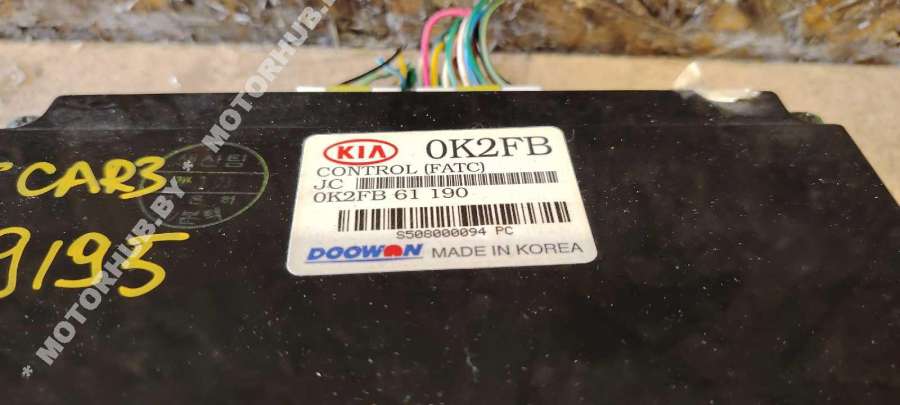 KIA 0K2FB
CONTROL (FATC)
JC
0K2FB 61 190
S508000094 PC
DOOWON MADE IN KOREA
CAR3
9195
* MOTORHUB.BY * MOTORHUB.BY